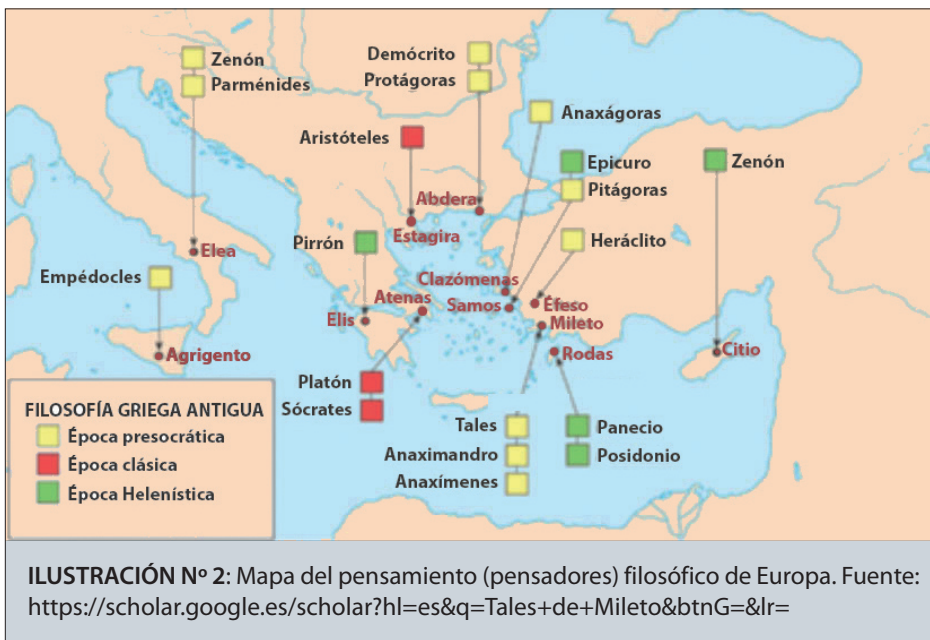 Zenón
Parménides
Demócrito
Protágoras
Anaxágoras
Aristóteles
Epicuro
Pitágoras
Zenón
Abdera
Estagira
Pirrón
Heráclito
Elea
Empédocles
Clazómenas
Atenas
Samos
Éfeso
Elis
Mileto
Agrigento
Rodas
Citio
Platón
Sócrates
FILOSOFÍA GRIEGA ANTIGUA
Época presocrática
Época clásica
Época Helenística
Tales
Anaximandro
Anaxímenes
Panecio
Posidonio
ILUSTRACIÓN Nº 2: Mapa del pensamiento (pensadores) filosófico de Europa. Fuente:
https://scholar.google.es/scholar?hl=es&q=Tales+de+Mileto&btnG=&lr=